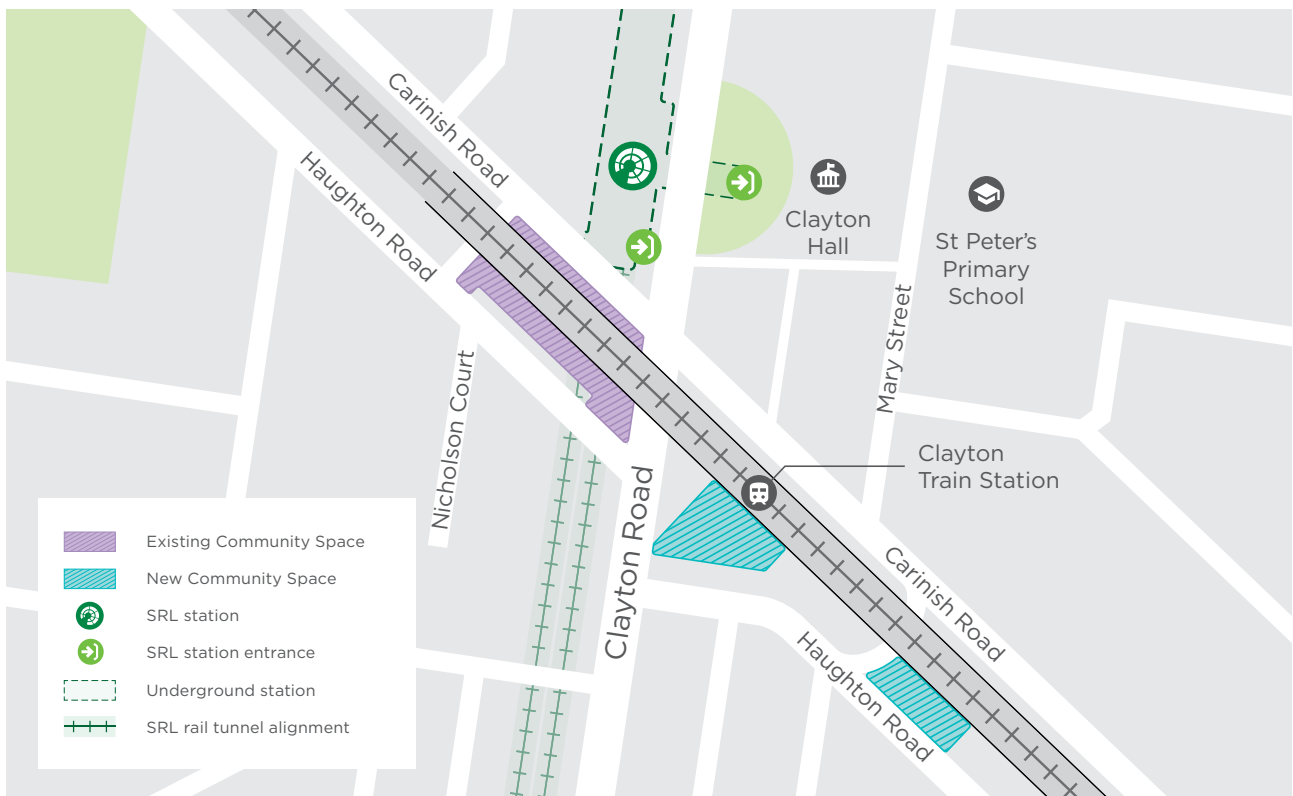 Carinish Road
Haughton Road
Clayton
Hall
St Peter's
Primary
School
Mary Street
Nicholson Court
Clayton Road
Clayton
Train Station
Carinish Road
Haughton Road
Existing Community Space
New Community Space
SRL station
SRL station entrance
Underground station
SRL rail tunnel alignment